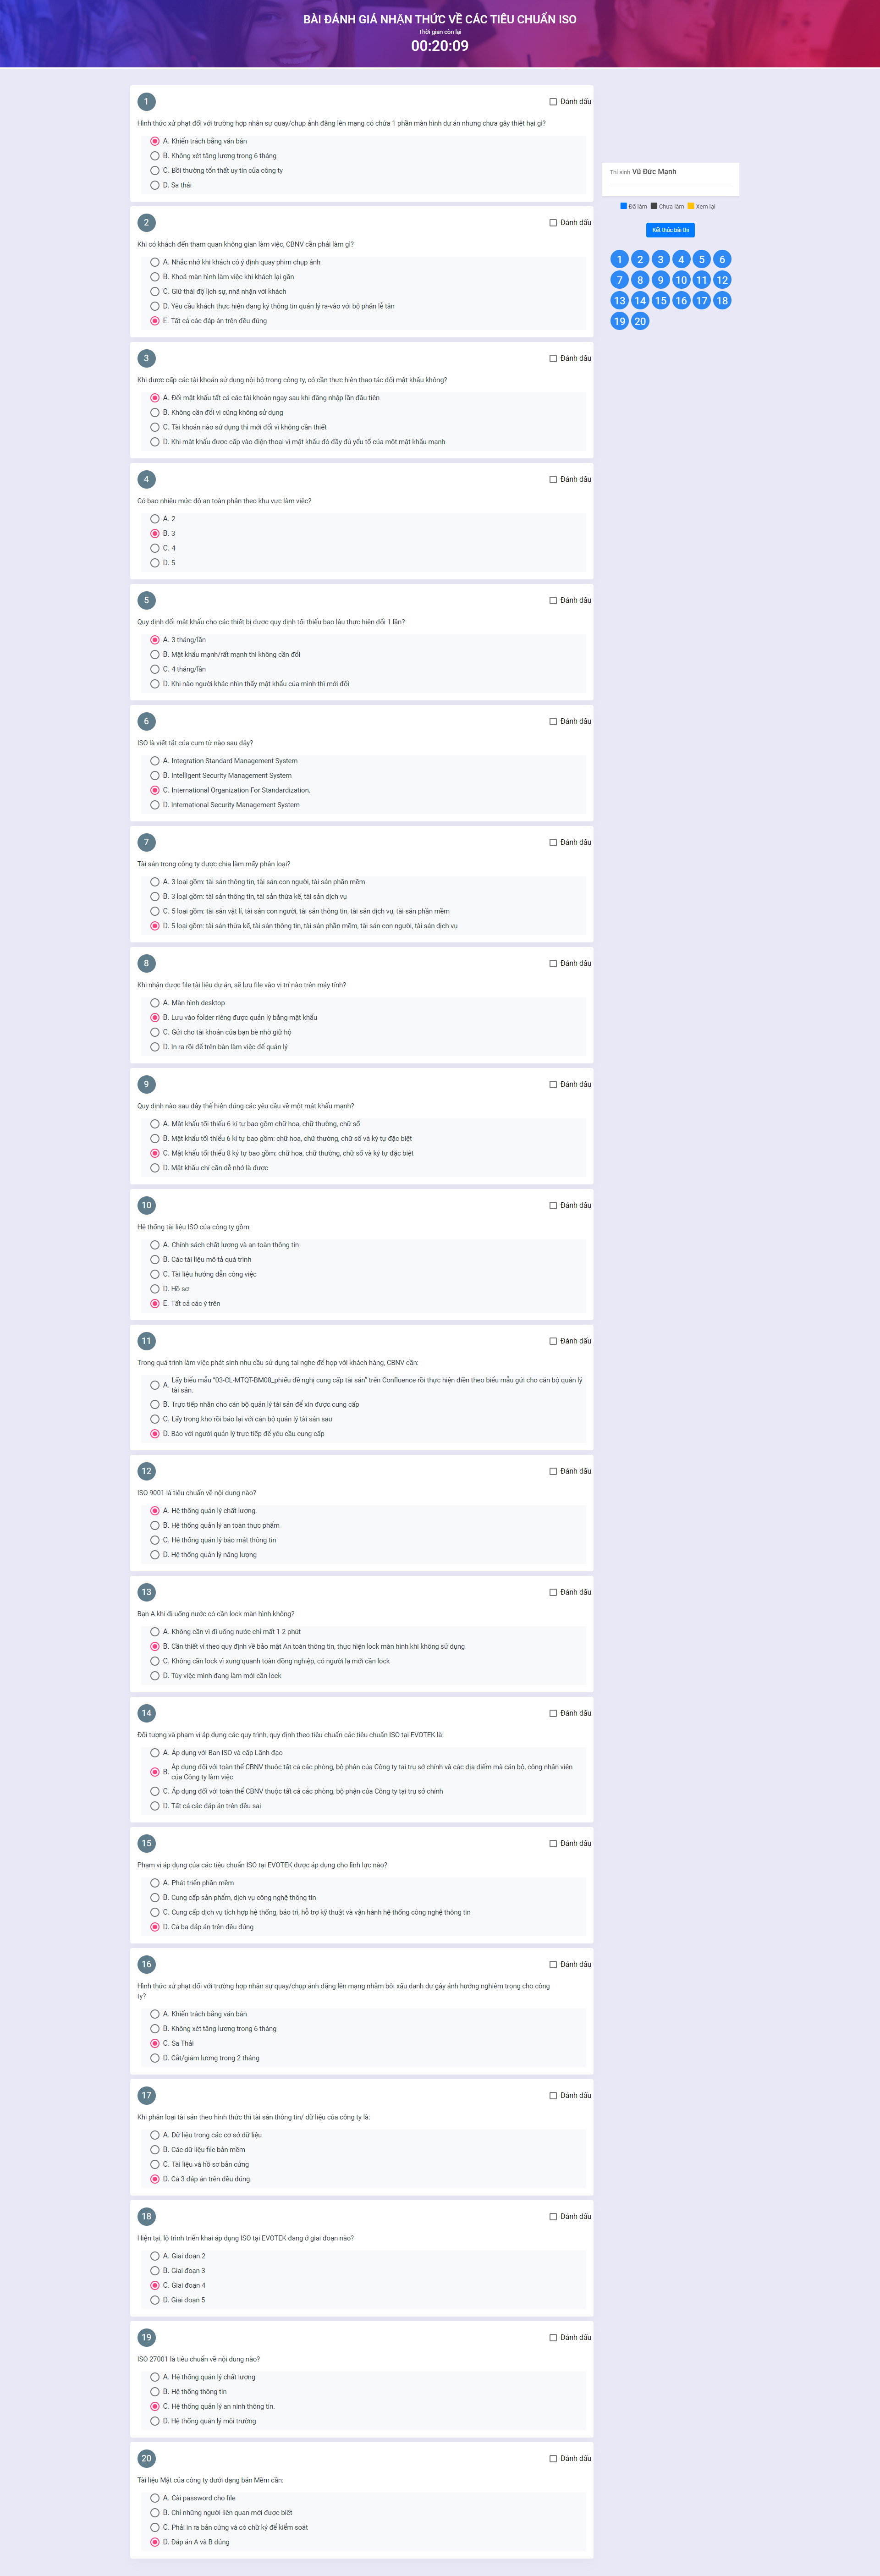 BÀI ĐÁNH GIÁ NHẬN THỨC VỀ CÁC TIÊU CHUẨN ISO
Thời gian còn lại
00:20:09
1
Đánh dấu
Hình thức xử phạt đối với trường hợp nhân sự quay/chụp ảnh đăng lên mạng có chứa 1 phần màn hình dự án nhưng chưa gây thiệt hại gì?
A. Khiển trách bằng văn bản
B. Không xét tăng lương trong 6 tháng
C. Bồi thường tổn thất uy tín của công ty
D. Sa thải
Thí sinh Vũ Đức Mạnh
Đã làm Chưa làm Xem lại
Kết thúc bài thi
1 2 3 4 5 6
7 8 9 10 11 12
13 14 15 16 17 18
19 20
2
Đánh dấu
Khi có khách đến tham quan không gian làm việc, CBNV cần phải làm gì?
A. Nhắc nhở khi khách có ý định quay phim chụp ảnh
B. Khoá màn hình làm việc khi khách lại gần
C. Giữ thái độ lịch sự, nhã nhặn với khách
D. Yêu cầu khách thực hiện đăng ký thông tin quản lý ra-vào với bộ phận lễ tân
E. Tất cả các đáp án trên đều đúng
3
Đánh dấu
Khi được cấp các tài khoản sử dụng nội bộ trong công ty, có cần thực hiện thao tác đổi mật khẩu không?
A. Đổi mật khẩu tất cả các tài khoản ngay sau khi đăng nhập lần đầu tiên
B. Không cần đổi vì cũng không sử dụng
C. Tài khoản nào sử dụng thì mới đổi vì không cần thiết
D. Khi mật khẩu được cấp vào điện thoại vì mật khẩu đó đầy đủ yếu tố của một mật khẩu mạnh
4
Đánh dấu
Có bao nhiêu mức độ an toàn phân theo khu vực làm việc?
A. 2
B. 3
C. 4
D. 5
5
Đánh dấu
Quy định đổi mật khẩu cho các thiết bị được quy định tối thiểu bao lâu thực hiện đổi 1 lần?
A. 3 tháng/lần
B. Mật khẩu mạnh/rất mạnh thì không cần đổi
C. 4 tháng/lần
D. Khi nào người khác nhìn thấy mật khẩu của mình thì mới đổi
6
Đánh dấu
ISO là viết tắt của cụm từ nào sau đây?
A. Integration Standard Management System
B. Intelligent Security Management System
C. International Organization For Standardization.
D. International Security Management System
7
Đánh dấu
Tài sản trong công ty được chia làm mấy phân loại?
A. 3 loại gồm: tài sản thông tin, tài sản con người, tài sản phần mềm
B. 3 loại gồm: tài sản thông tin, tài sản thừa kế, tài sản dịch vụ
C. 5 loại gồm: tài sản vật lí, tài sản con người, tài sản thông tin, tài sản dịch vụ, tài sản phần mềm
D. 5 loại gồm: tài sản thừa kế, tài sản thông tin, tài sản phần mềm, tài sản con người, tài sản dịch vụ
8
Đánh dấu
Khi nhận được file tài liệu dự án, sẽ lưu file vào vị trí nào trên máy tính?
A. Màn hình desktop
B. Lưu vào folder riêng được quản lý bằng mật khẩu
C. Gửi cho tài khoản của bạn bè nhờ giữ hộ
D. In ra rồi để trên bàn làm việc để quản lý
9
Đánh dấu
Quy định nào sau đây thể hiện đúng các yêu cầu về một mật khẩu mạnh?
A. Mật khẩu tối thiểu 6 kí tự bao gồm chữ hoa, chữ thường, chữ số
B. Mật khẩu tối thiểu 6 kí tự bao gồm: chữ hoa, chữ thường, chữ số và ký tự đặc biệt
C. Mật khẩu tối thiểu 8 ký tự bao gồm: chữ hoa, chữ thường, chữ số và ký tự đặc biệt
D. Mật khẩu chỉ cần dễ nhớ là được
10
Đánh dấu
Hệ thống tài liệu ISO của công ty gồm:
A. Chính sách chất lượng và an toàn thông tin
B. Các tài liệu mô tả quá trình
C. Tài liệu hướng dẫn công việc
D. Hồ sơ
E. Tất cả các ý trên
11
Đánh dấu
Trong quá trình làm việc phát sinh nhu cầu sử dụng tai nghe để họp với khách hàng, CBNV cần:
A. Lấy biểu mẫu "03-CL-MTQT-BM08_phiếu đề nghị cung cấp tài sản" trên Confluence rồi thực hiện điền theo biểu mẫu gửi cho cán bộ quản lý
tài sản.
B. Trực tiếp nhắn cho cán bộ quản lý tài sản để xin được cung cấp
C. Lấy trong kho rồi báo lại với cán bộ quản lý tài sản sau
D. Báo với người quản lý trực tiếp để yêu cầu cung cấp
12
Đánh dấu
ISO 9001 là tiêu chuẩn về nội dung nào?
A. Hệ thống quản lý chất lượng.
B. Hệ thống quản lý an toàn thực phẩm
C. Hệ thống quản lý bảo mật thông tin
D. Hệ thống quản lý năng lượng
13
Đánh dấu
Bạn A khi đi uống nước có cần lock màn hình không?
A. Không cần vì đi uống nước chỉ mất 1-2 phút
B. Cần thiết vì theo quy định về bảo mật An toàn thông tin, thực hiện lock màn hình khi không sử dụng
C. Không cần lock vì xung quanh toàn đồng nghiệp, có người lạ mới cần lock
D. Tùy việc mình đang làm mới cần lock
14
Đánh dấu
Đối tượng và phạm vi áp dụng các quy trình, quy định theo tiêu chuẩn các tiêu chuẩn ISO tại EVOTEK là:
A. Áp dụng với Ban ISO và cấp Lãnh đạo
B. Áp dụng đối với toàn thể CBNV thuộc tất cả các phòng, bộ phận của Công ty tại trụ sở chính và các địa điểm mà cán bộ, công nhân viên
của Công ty làm việc
C. Áp dụng đối với toàn thể CBNV thuộc tất cả các phòng, bộ phận của Công ty tại trụ sở chính
D. Tất cả các đáp án trên đều sai
15
Đánh dấu
Phạm vi áp dụng của các tiêu chuẩn ISO tại EVOTEK được áp dụng cho lĩnh lực nào?
A. Phát triển phần mềm
B. Cung cấp sản phẩm, dịch vụ công nghệ thông tin
C. Cung cấp dịch vụ tích hợp hệ thống, bảo trì, hỗ trợ kỹ thuật và vận hành hệ thống công nghệ thông tin
D. Cả ba đáp án trên đều đúng
16
Đánh dấu
Hình thức xử phạt đối với trường hợp nhân sự quay/chụp ảnh đăng lên mạng nhằm bôi xấu danh dự gây ảnh hưởng nghiêm trọng cho công
ty?
A. Khiển trách bằng văn bản
B. Không xét tăng lương trong 6 tháng
C. Sa Thải
D. Cắt/giảm lương trong 2 tháng
17
Đánh dấu
Khi phân loại tài sản theo hình thức thì tài sản thông tin/ dữ liệu của công ty là:
A. Dữ liệu trong các cơ sở dữ liệu
B. Các dữ liệu file bản mềm
C. Tài liệu và hồ sơ bản cứng
D. Cả 3 đáp án trên đều đúng.
18
Đánh dấu
Hiện tại, lộ trình triển khai áp dụng ISO tại EVOTEK đang ở giai đoạn nào?
A. Giai đoạn 2
B. Giai đoạn 3
C. Giai đoạn 4
D. Giai đoạn 5
19
Đánh dấu
ISO 27001 là tiêu chuẩn về nội dung nào?
A. Hệ thống quản lý chất lượng
B. Hệ thống thông tin
C. Hệ thống quản lý an ninh thông tin.
D. Hệ thống quản lý môi trường
20
Đánh dấu
Tài liệu Mật của công ty dưới dạng bản Mềm cần:
A. Cài password cho file
B. Chỉ những người liên quan mới được biết
C. Phải in ra bản cứng và có chữ ký để kiểm soát
D. Đáp án A và B đúng